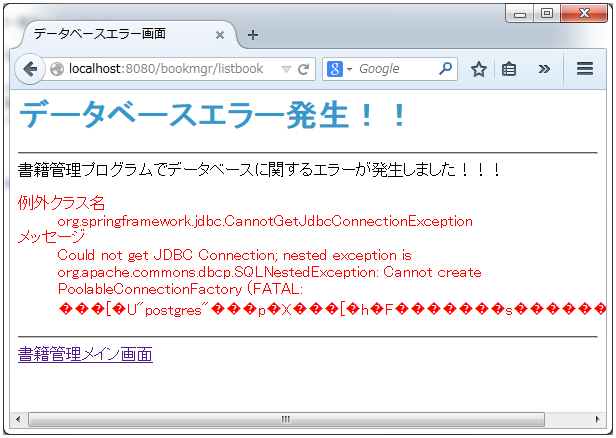 データベースエラー画面
localhost:8080/bookmgr/listbook
Google
データベースエラー発生！！
書籍管理プログラムでデータベースに関するエラーが発生しました！！！
例外クラス名
org.springframework.jdbc.CannotGetJdbcConnectionException
メッセージ
Could not get JDBC Connection; nested exception is
org.apache.commons.dbcp.SQLNestedException: Cannot create
PoolableConnectionFactory (FATAL:
���[�U"postgres"���p�X���[�h�F�������s������
書籍管理メイン画面